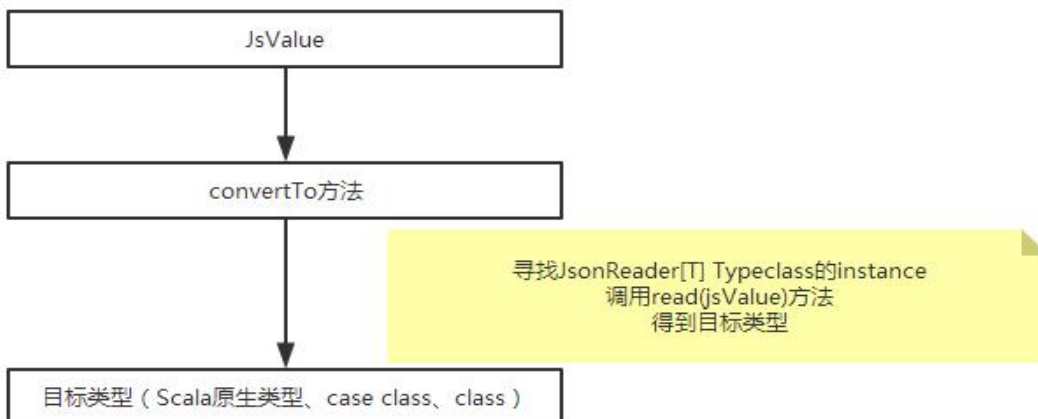 JsValue
convertTo方法
寻找JsonReader[T] Typeclass的instance
调用read(jsValue)方法
得到目标类型
目标类型（Scala原生类型、case class、class）